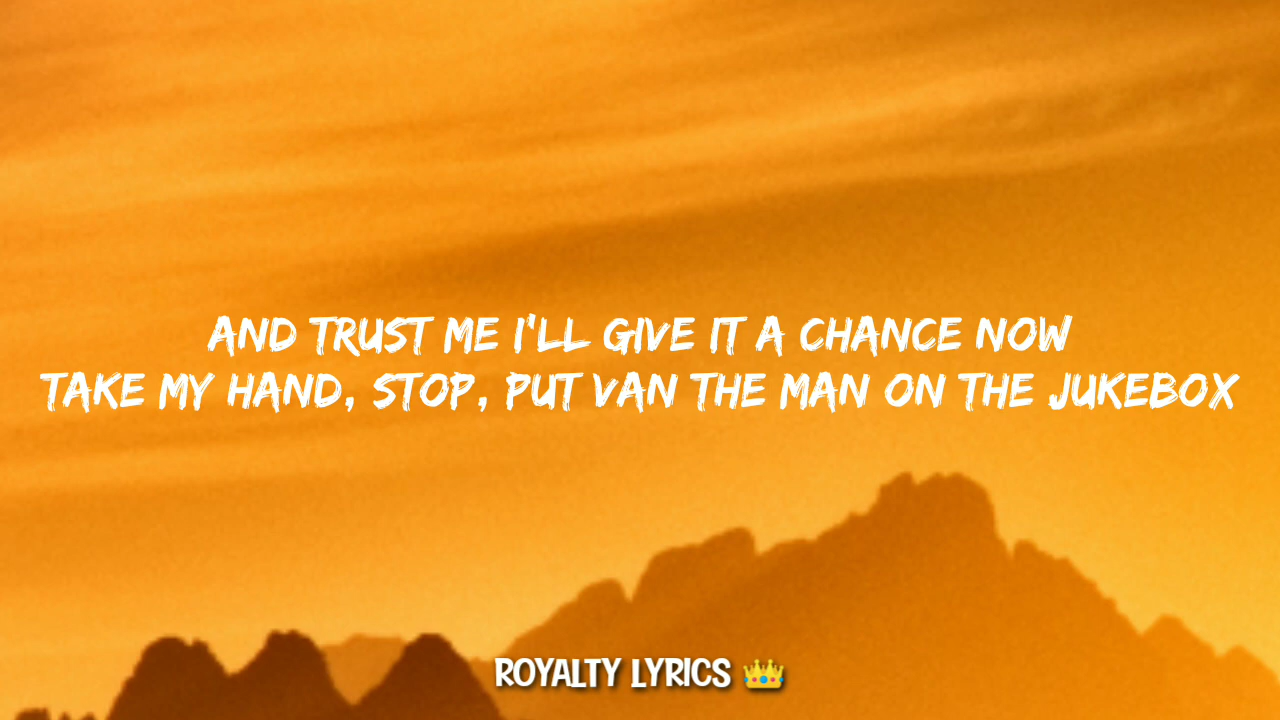 AND TRUST ME I'LL GIVE IT A CHANCE NOW
TAKE MY HAND, STOP, PUT VAN THE MAN ON THE JUKEBOX
ROYALTY LYRICS 👑